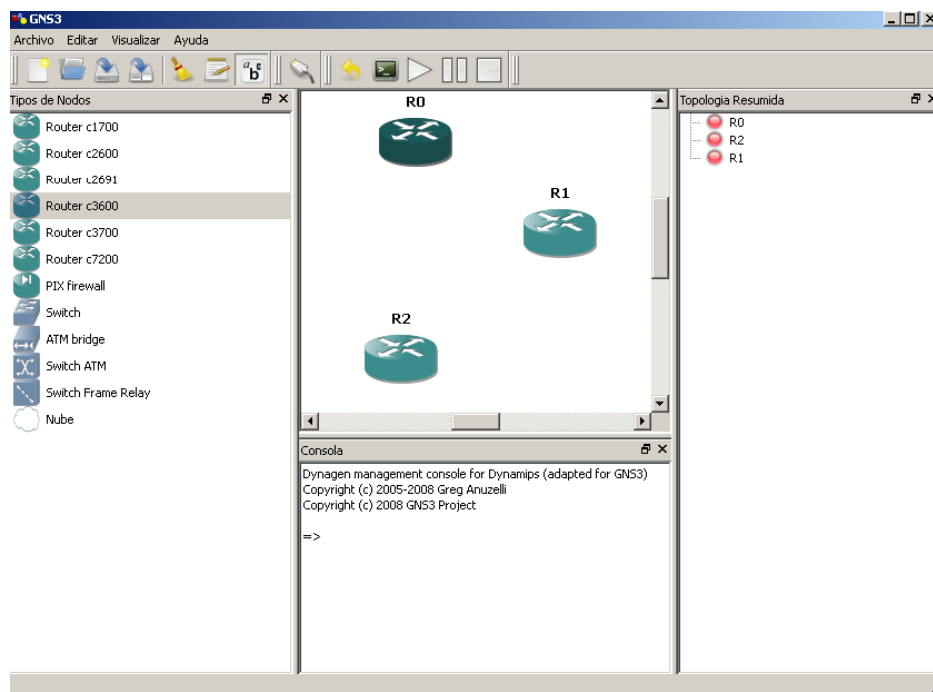 GNS3
Archivo Editar Visualizar Ayuda
a b c
Tipos de Nodos
Router c1700
Router c2600
Router c2691
Router c3600
Router c3700
Router c7200
PIX firewall
Switch
ATM bridge
Switch ATM
Switch Frame Relay
Nube
R0
R1
R2
Consola
Dynagen management console for Dynamips (adapted for GNS3)
Copyright (c) 2005-2008 Greg Anuzelli
Copyright (c) 2008 GNS3 Project
=>
Topologia Resumida
R0
R2
R1